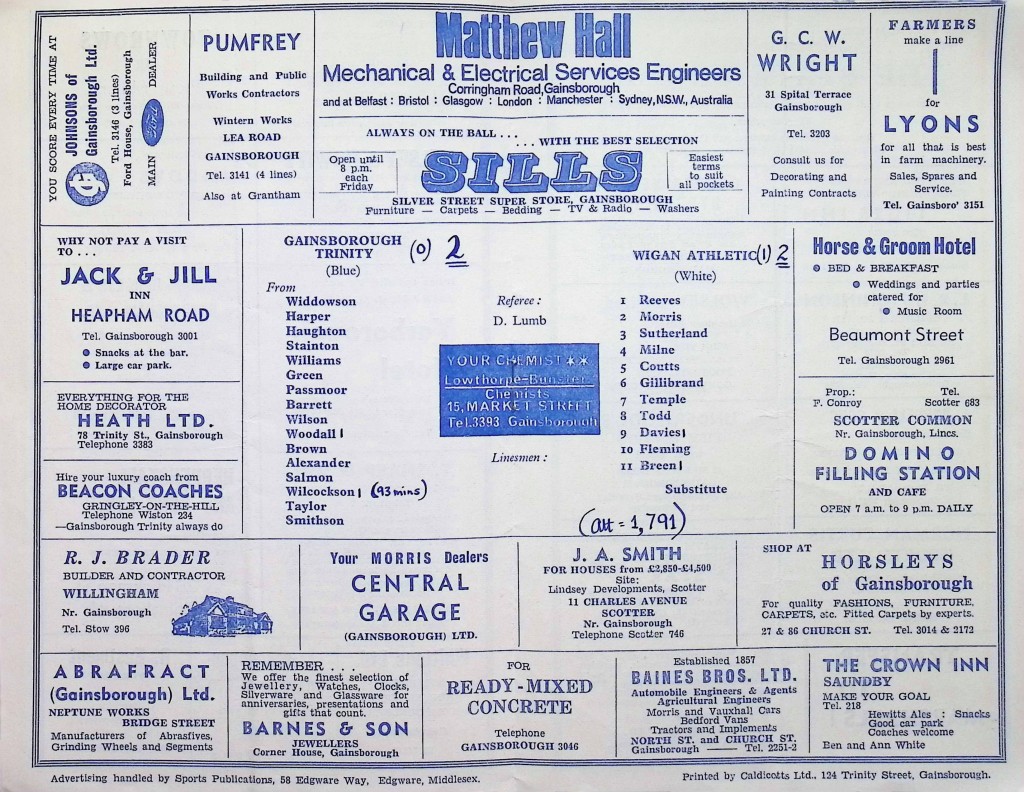 YOU SCORE EVERY TIME AT
JOHNSONS of
Gainsborough Ltd.
Tel. 3146 (3 lines)
Ford House, Gainsborough
MAIN Ford DEALER
PUMFREY
Building and Public
Works Contractors
Wintern Works
LEA ROAD
GAINSBOROUGH
Tel. 3141 (4 lines)
Also at Grantham
Matthew Hall
Mechanical & Electrical Services Engineers
Corringham Road, Gainsborough
and at Belfast : Bristol : Glasgow : London : Manchester : Sydney, N.S.W., Australia
ALWAYS ON THE BALL . . .
. . . WITH THE BEST SELECTION
Open until
8 p.m.
each
Friday
SILLS
Easiest
terms
to suit
all pockets
SILVER STREET SUPER STORE, GAINSBOROUGH
Furniture — Carpets — Bedding — TV & Radio — Washers
G. C. W.
WRIGHT
31 Spital Terrace
Gainsborough
Tel. 3203
Consult us for
Decorating and
Painting Contracts
FARMERS
make a line
for
LYONS
for all that is best
in farm machinery.
Sales, Spares and
Service.
Tel. Gainsboro' 3151
WHY NOT PAY A VISIT
TO . . .
JACK & JILL
INN
HEAPHAM ROAD
Tel. Gainsborough 3001
Snacks at the bar.
Large car park.
EVERYTHING FOR THE
HOME DECORATOR
HEATH LTD.
78 Trinity St., Gainsborough
Telephone 3383
Hire your luxury coach from
BEACON COACHES
GRINGLEY-ON-THE-HILL
Telephone Wiston 234
—Gainsborough Trinity always do
GAINSBOROUGH
TRINITY
(0) 2
(Blue)
From
Widdowson
Harper
Haughton
Stainton
Williams
Green
Passmoor
Barrett
Wilson
Woodall 1
Brown
Alexander
Salmon
Wilcockson 1 (93 mins)
Taylor
Smithson
Referee :
D. Lumb
YOUR CHEMIST
Lowthorpe-
Chemists
15, MARKET STREET
Tel.3393 Gainsborough
Linesmen :
WIGAN ATHLETIC (1) 2
(White)
1 Reeves
2 Morris
3 Sutherland
4 Milne
5 Coutts
6 Gillibrand
7 Temple
8 Todd
9 Davies 1
10 Fleming
11 Breen 1
Substitute
(att = 1,791)
Horse & Groom Hotel
BED & BREAKFAST
Weddings and parties
catered for
Music Room
Beaumont Street
Tel. Gainsborough 2961
Prop.: Tel.
F. Conroy Scotter 683
SCOTTER COMMON
Nr. Gainsborough, Lincs.
DOMINO
FILLING STATION
AND CAFE
OPEN 7 a.m. to 9 p.m. DAILY
R. J. BRADER
BUILDER AND CONTRACTOR
WILLINGHAM
Nr. Gainsborough
Tel. Stow 396
Your MORRIS Dealers
CENTRAL
GARAGE
(GAINSBOROUGH) LTD.
J. A. SMITH
FOR HOUSES from £2,850-£4,500
Site:
Lindsey Developments, Scotter
11 CHARLES AVENUE
SCOTTER
Nr. Gainsborough
Telephone Scotter 746
SHOP AT
HORSLEYS
of Gainsborough
For quality FASHIONS, FURNITURE,
CARPETS, etc. Fitted Carpets by experts.
27 & 86 CHURCH ST. Tel. 3014 & 2172
ABRAFRACT
(Gainsborough) Ltd.
NEPTUNE WORKS
BRIDGE STREET
Manufacturers of Abrasives,
Grinding Wheels and Segments
REMEMBER . . .
We offer the finest selection of
Jewellery, Watches, Clocks,
Silverware and Glassware for
anniversaries, presentations and
gifts that count.
BARNES & SON
JEWELLERS
Corner House, Gainsborough
FOR
READY-MIXED
CONCRETE
Telephone
GAINSBOROUGH 3046
Established 1857
BAINES BROS. LTD.
Automobile Engineers & Agents
Agricultural Engineers
Morris and Vauxhall Cars
Bedford Vans
Tractors and Implements
NORTH ST. and CHURCH ST.
Gainsborough —— Tel. 2251-2
THE CROWN INN
SAUNDBY
MAKE YOUR GOAL
Tel. 218
Hewitts Ales : Snacks
Good car park
Coaches welcome
Ben and Ann White
Advertising handled by Sports Publications, 58 Edgware Way, Edgware, Middlesex.
Printed by Caldicotts Ltd., 124 Trinity Street, Gainsborough.